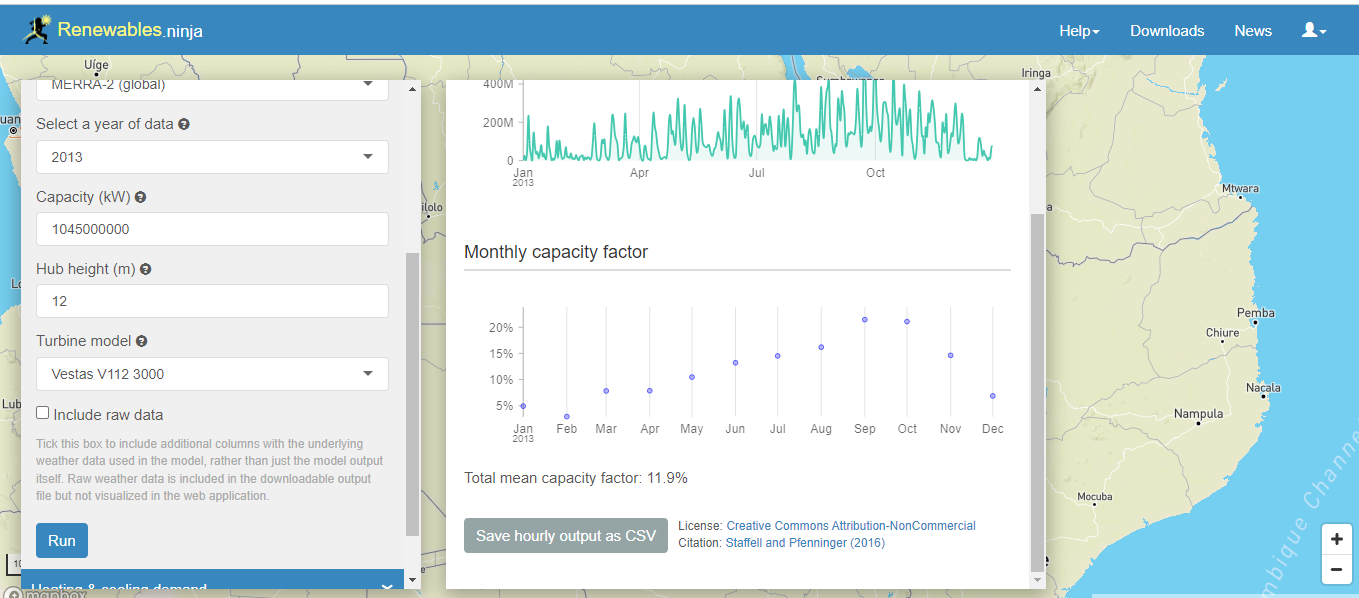 Renewables.ninja
Help
Downloads
News
Uíge
Iringa
MERRA-2 (global)
Select a year of data
2013
Capacity (kW)
1045000000
Hub height (m)
12
Turbine model
Vestas V112 3000
Include raw data
Tick this box to include additional columns with the underlying
weather data used in the model, rather than just the model output
itself. Raw weather data is included in the downloadable output
file but not visualized in the web application.
Run
Heating & cooling demand
mapbox
400M
200M
0
Jan
2013
Apr
Jul
Oct
Monthly capacity factor
20%
15%
10%
5%
Jan
2013
Feb
Mar
Apr
May
Jun
Jul
Aug
Sep
Oct
Nov
Dec
Total mean capacity factor: 11.9%
Save hourly output as CSV
License: Creative Commons Attribution-NonCommercial
Citation: Staffell and Pfenninger (2016)
Mtwara
Pemba
Chiure
Nacala
Nampula
Mocuba
mbique Channe
+
−